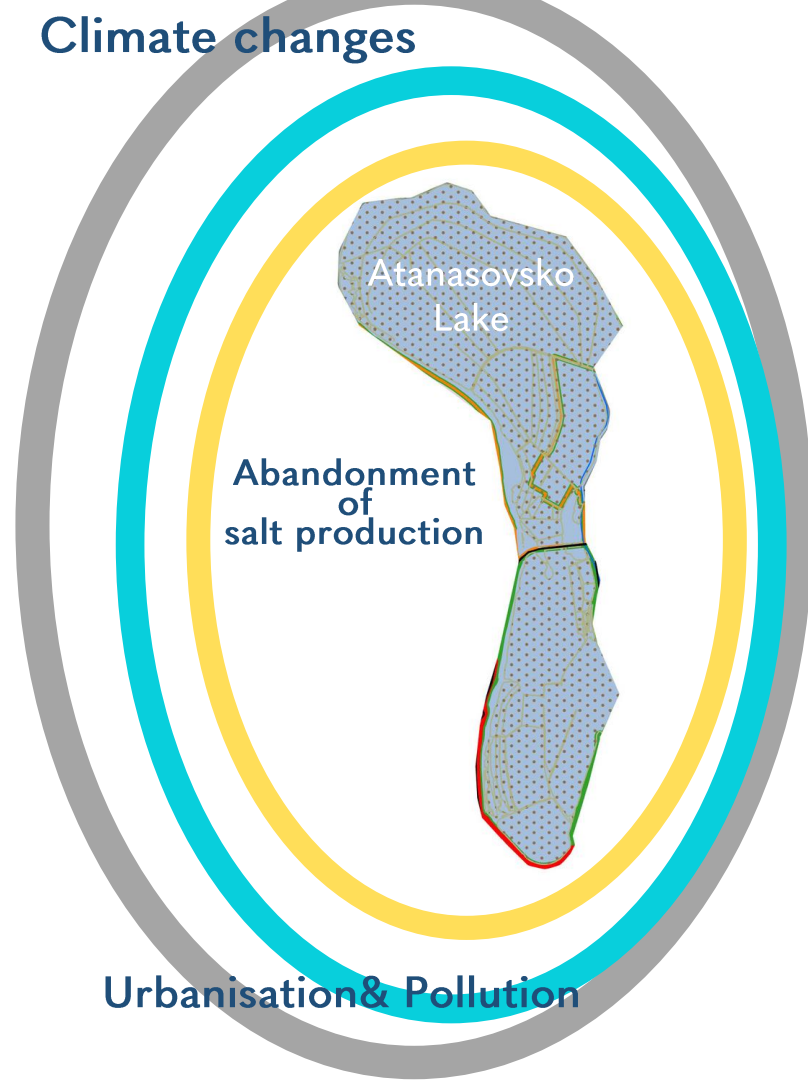 Climate changes
Atanasovsko
Lake
Abandonment
of
salt production
Urbanisation& Pollution